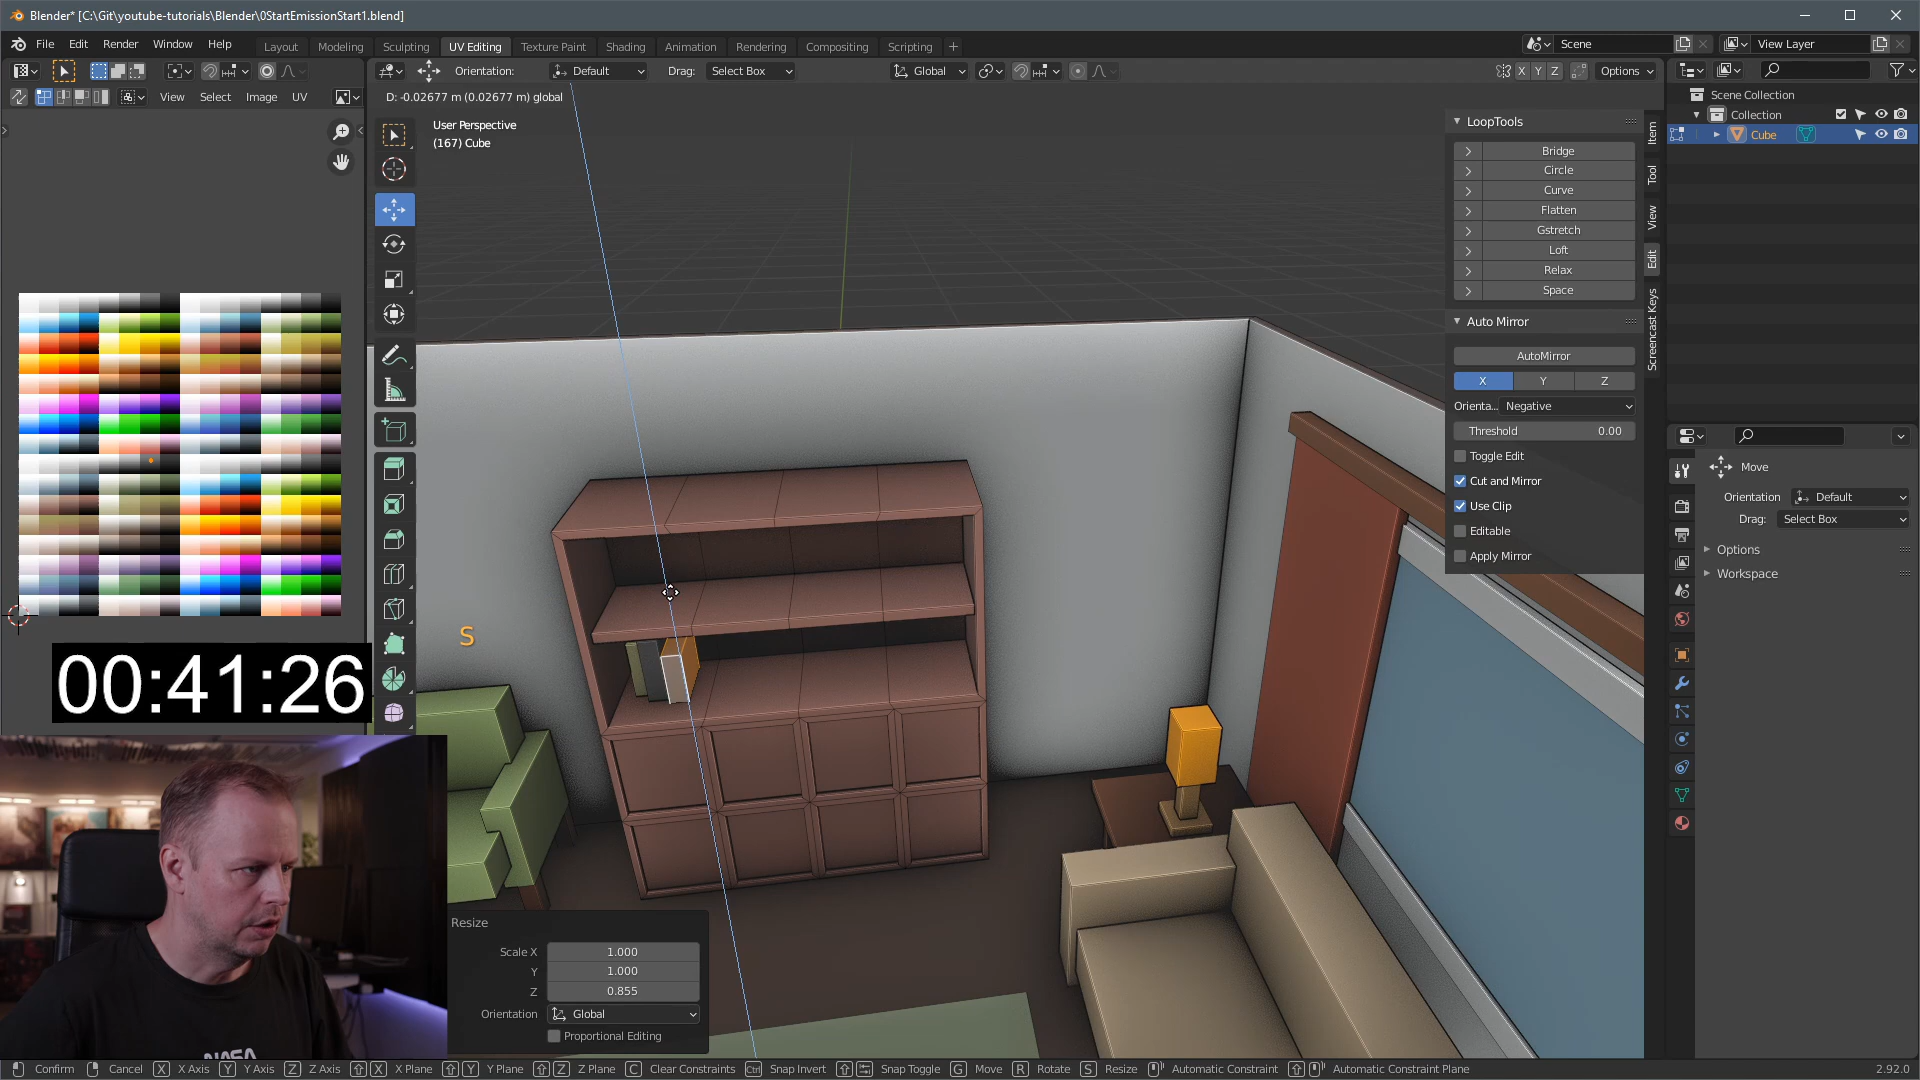 Blender* [C:\Git\youtube-tutorials\Blender\0StartEmissionStart1.blend]
File Edit Render Window Help
Layout Modeling Sculpting UV Editing Texture Paint Shading Animation Rendering Compositing Scripting
Scene
View Layer
Orientation: Default Drag: Select Box
Global
X Y Z Options
View Select Image UV
D: -0.02677 m (0.02677 m) global
User Perspective
(167) Cube
LoopTools
Bridge
Circle
Curve
Flatten
Gstretch
Loft
Relax
Space
Auto Mirror
AutoMirror
X Y Z
Orienta... Negative
Threshold 0.00
Toggle Edit
Cut and Mirror
Use Clip
Editable
Apply Mirror
Item
Tool
View
Edit
Screencast Keys
Scene Collection
Collection
Cube
Move
Orientation Default
Drag: Select Box
Options
Workspace
S
00:41:26
NASA
Resize
Scale X 1.000
Y 1.000
Z 0.855
Orientation Global
Proportional Editing
Confirm Cancel X X Axis Y Y Axis Z Z Axis X X Plane Y Y Plane Z Z Plane C Clear Constraints Ctrl Snap Invert Snap Toggle G Move R Rotate S Resize Automatic Constraint Automatic Constraint Plane 2.92.0